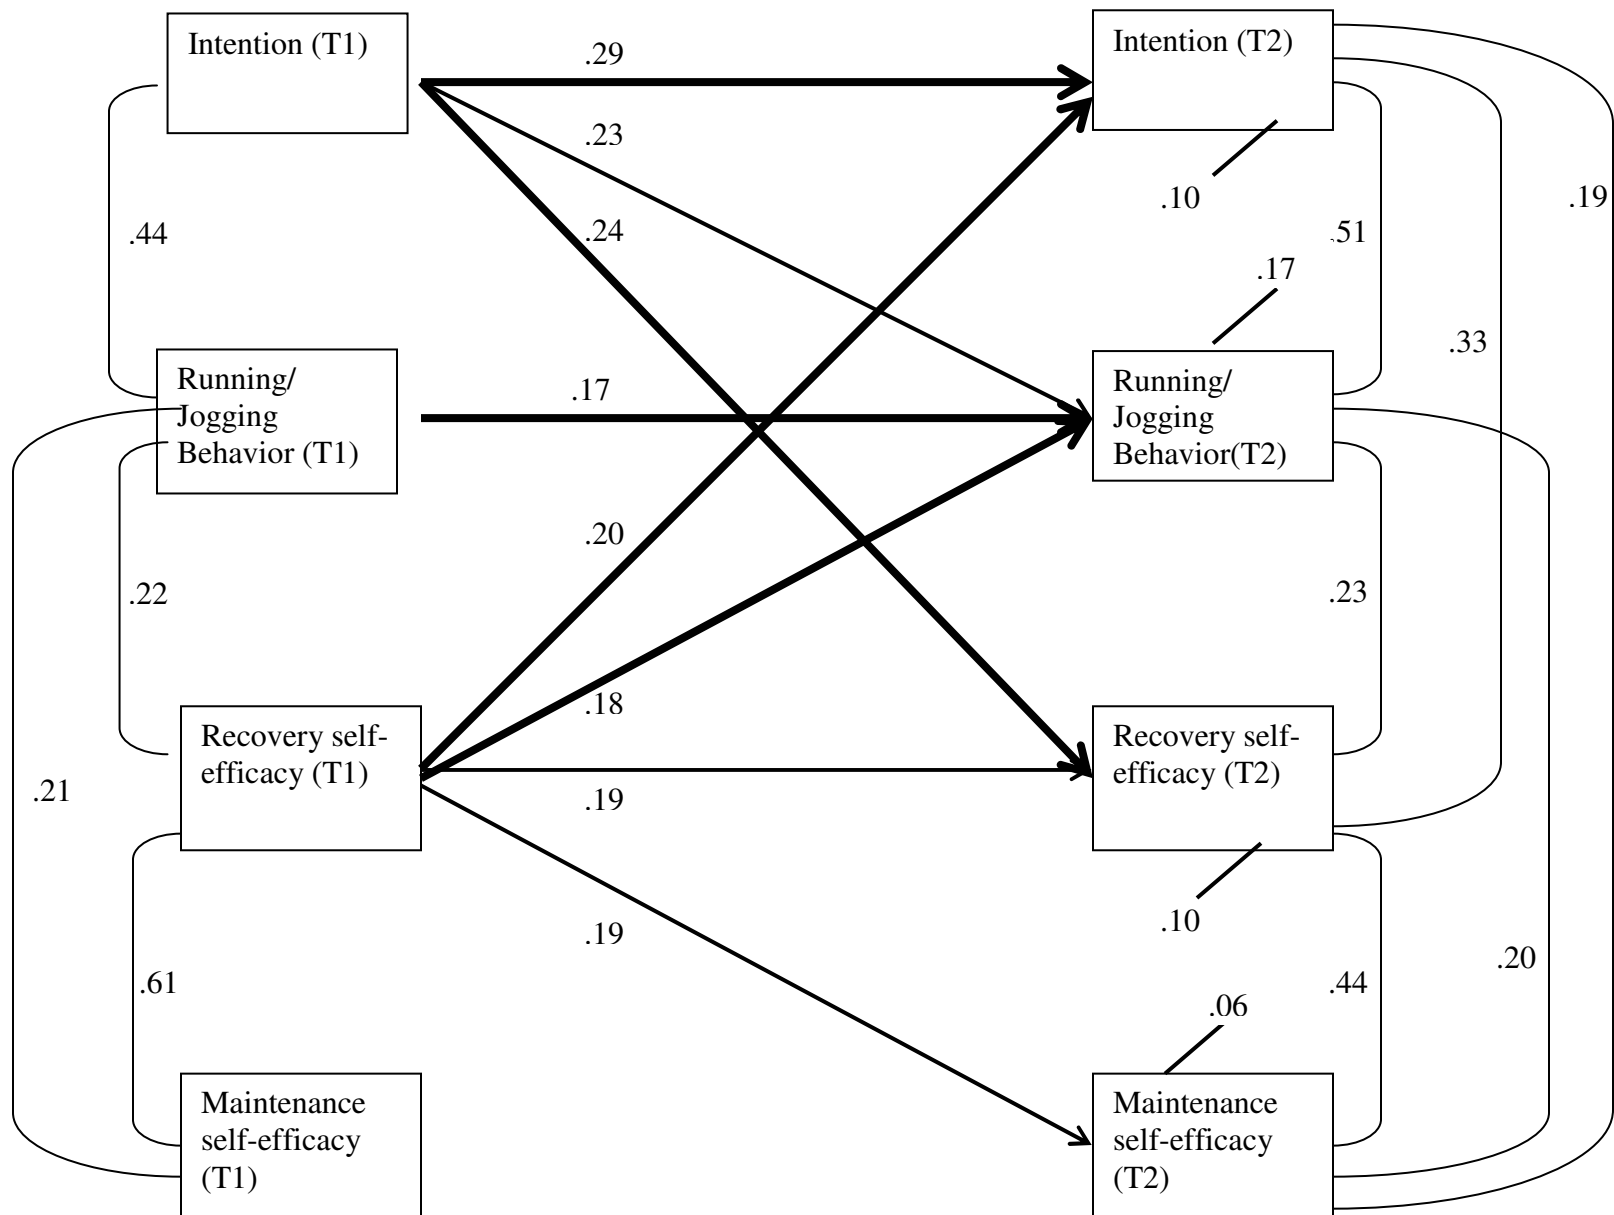 Intention (T1)
Intention (T2)
.29
.23
.10
.19
.44
.24
.51
.17
.33
Running/
Jogging
Behavior (T1)
.17
Running/
Jogging
Behavior(T2)
.20
.22
.23
.18
Recovery self-
efficacy (T1)
Recovery self-
efficacy (T2)
.21
.19
.19
.10
.20
.61
.44
.06
Maintenance
self-efficacy
(T1)
Maintenance
self-efficacy
(T2)